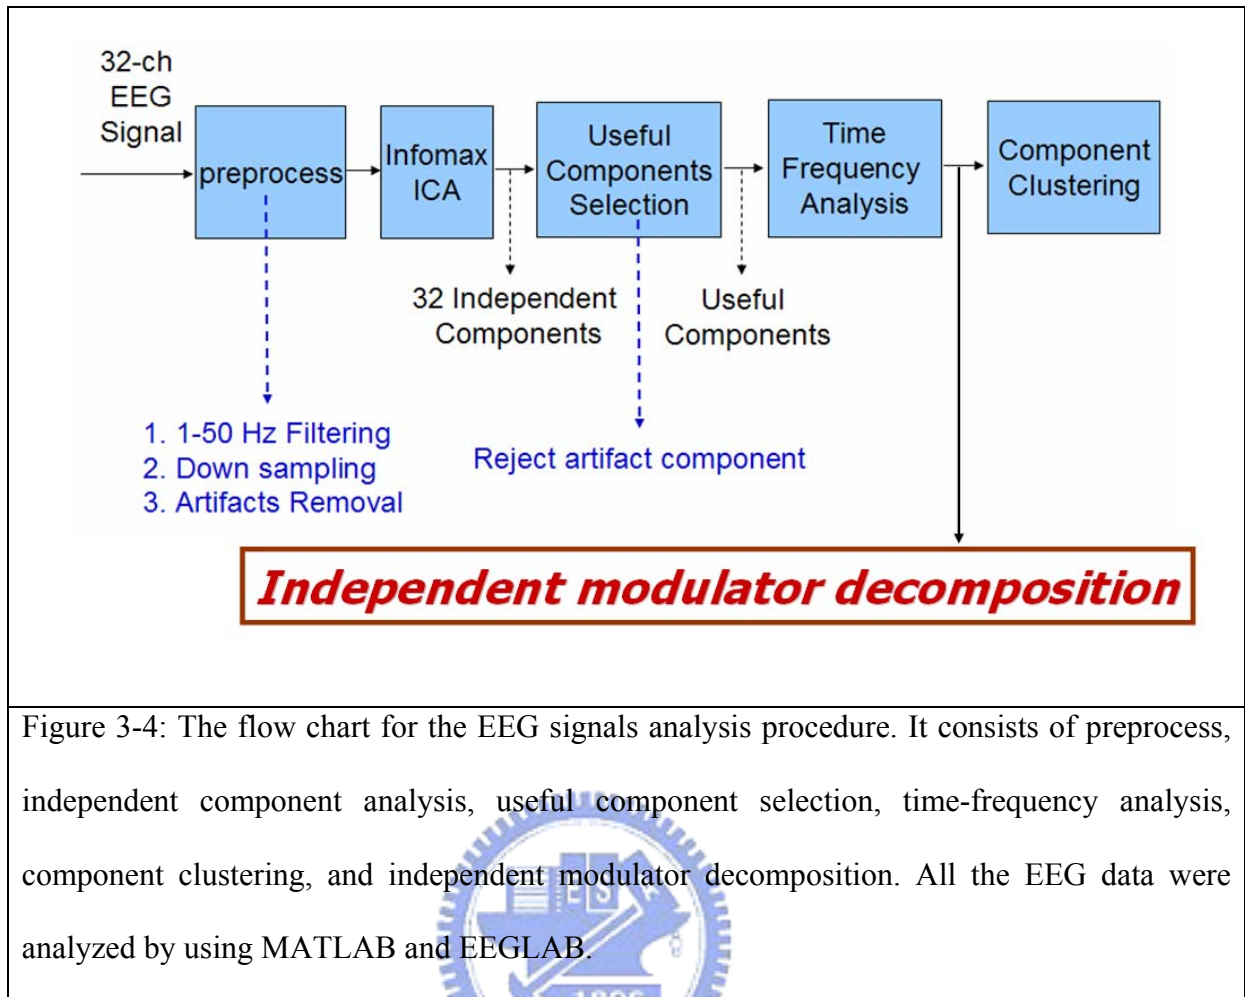 32-ch
EEG
Signal
preprocess
Infomax
ICA
Useful
Components
Selection
Time
Frequency
Analysis
Component
Clustering
32 Independent
Components
Useful
Components
1. 1-50 Hz Filtering
2. Down sampling
3. Artifacts Removal
Reject artifact component
Independent modulator decomposition
Figure 3-4: The flow chart for the EEG signals analysis procedure. It consists of preprocess,
independent component analysis, useful component selection, time-frequency analysis,
component clustering, and independent modulator decomposition. All the EEG data were
analyzed by using MATLAB and EEGLAB.